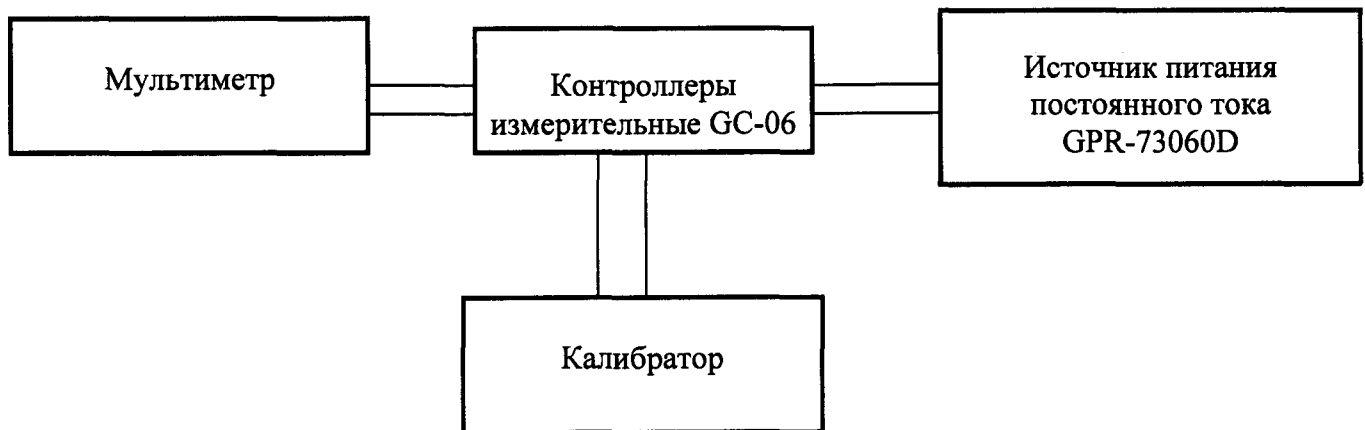 Мультиметр
Контроллеры
измерительные GC-06
Источник питания
постоянного тока
GPR-73060D
Калибратор